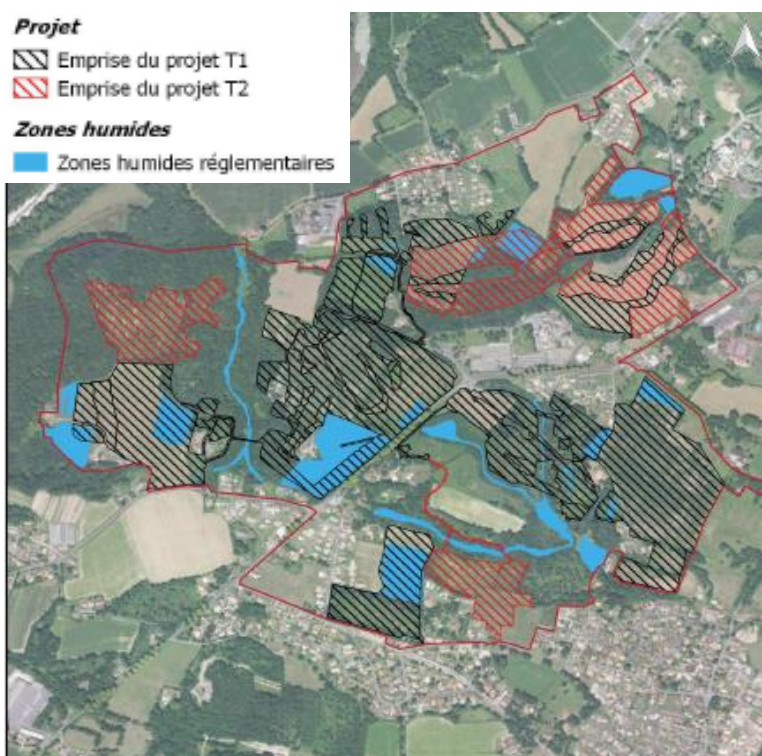 Projet
Emprise du projet T1
Emprise du projet T2
Zones humides
Zones humides réglementaires